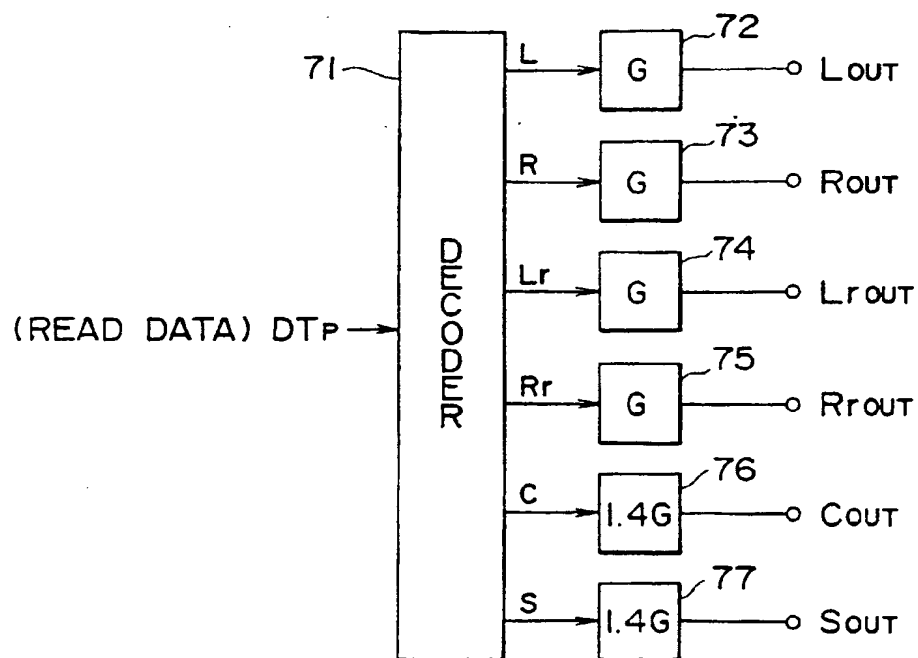 72
71 L G LOUT
73
R G ROUT
74
Lr G LrOUT
(READ DATA) DTP DECODER
75
Rr G RrOUT
76
C 1.4G COUT
77
S 1.4G SOUT